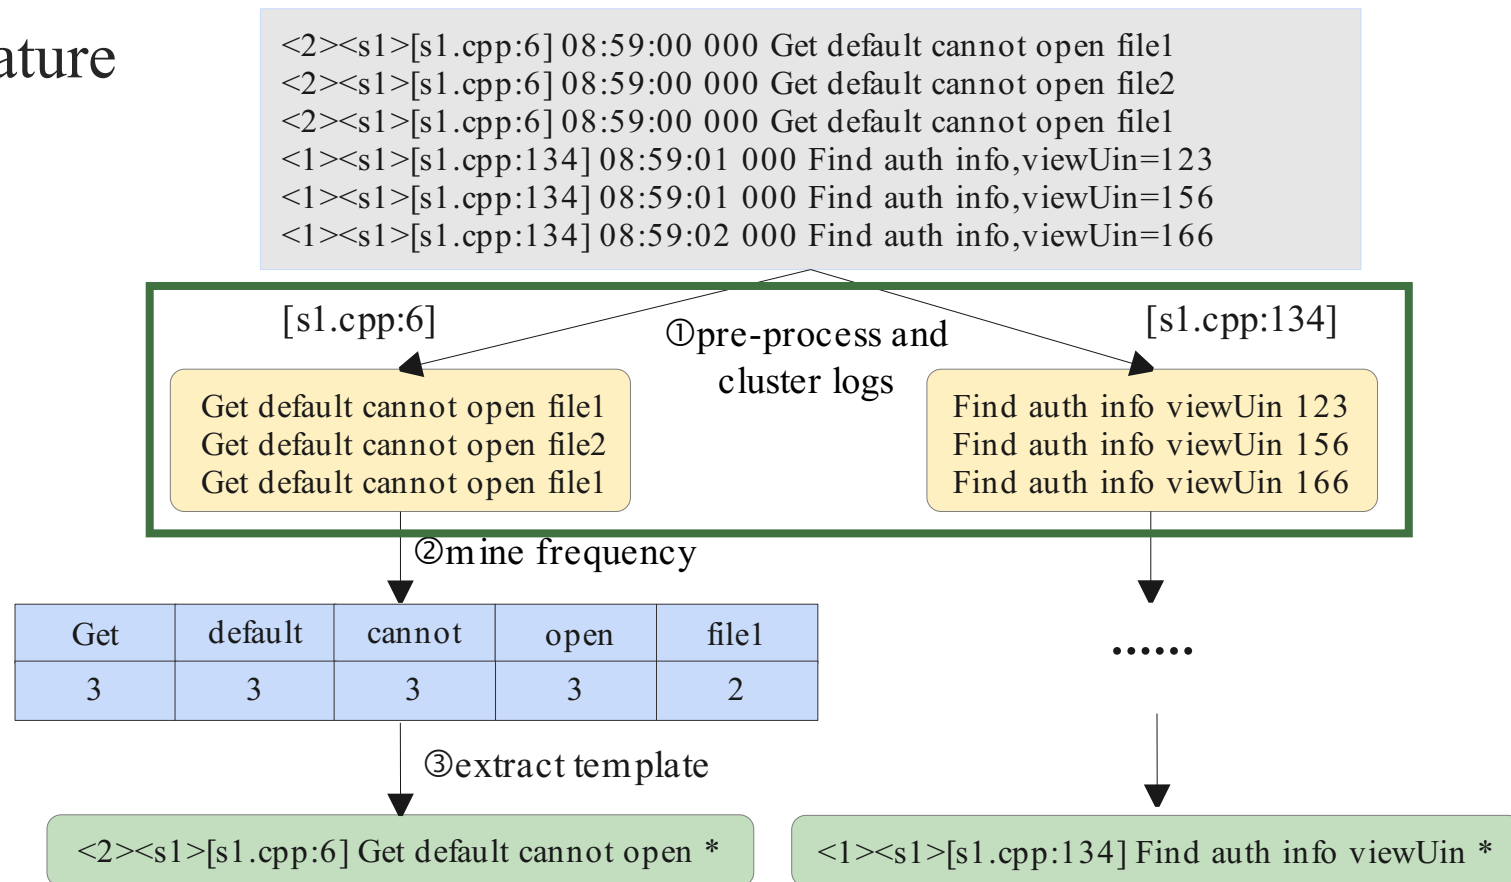 ature
<2><s1>[s1.cpp:6] 08:59:00 000 Get default cannot open file1
<2><s1>[s1.cpp:6] 08:59:00 000 Get default cannot open file2
<2><s1>[s1.cpp:6] 08:59:00 000 Get default cannot open file1
<1><s1>[s1.cpp:134] 08:59:01 000 Find auth info,viewUin=123
<1><s1>[s1.cpp:134] 08:59:01 000 Find auth info,viewUin=156
<1><s1>[s1.cpp:134] 08:59:02 000 Find auth info,viewUin=166
[s1.cpp:6]
①pre-process and
cluster logs
[s1.cpp:134]
Get default cannot open file1
Get default cannot open file2
Get default cannot open file1
Find auth info viewUin 123
Find auth info viewUin 156
Find auth info viewUin 166
②mine frequency
Get default cannot open file1
3 3 3 3 2
......
③extract template
<2><s1>[s1.cpp:6] Get default cannot open *
<1><s1>[s1.cpp:134] Find auth info viewUin *